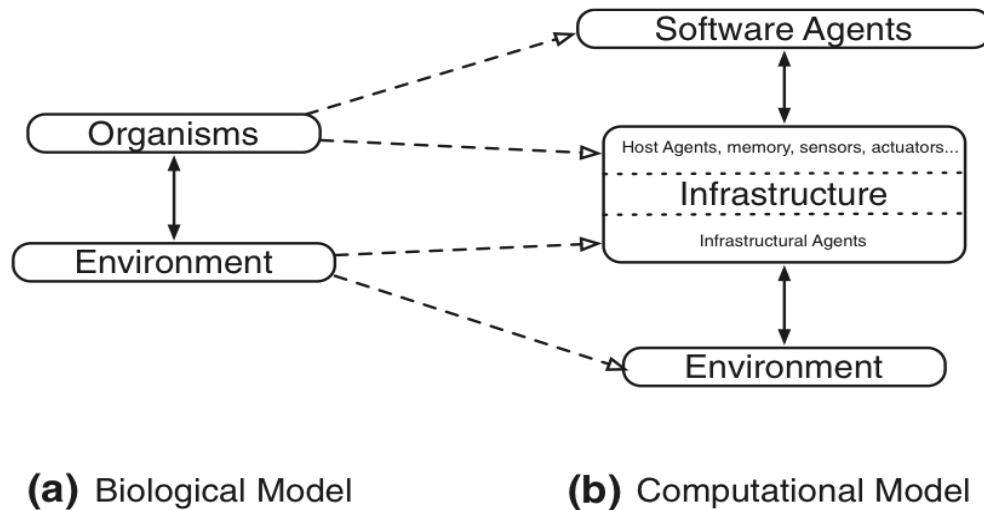 Software Agents
Organisms
Host Agents, memory, sensors, actuators...
Infrastructure
Infrastructural Agents
Environment
Environment
(a) Biological Model
(b) Computational Model